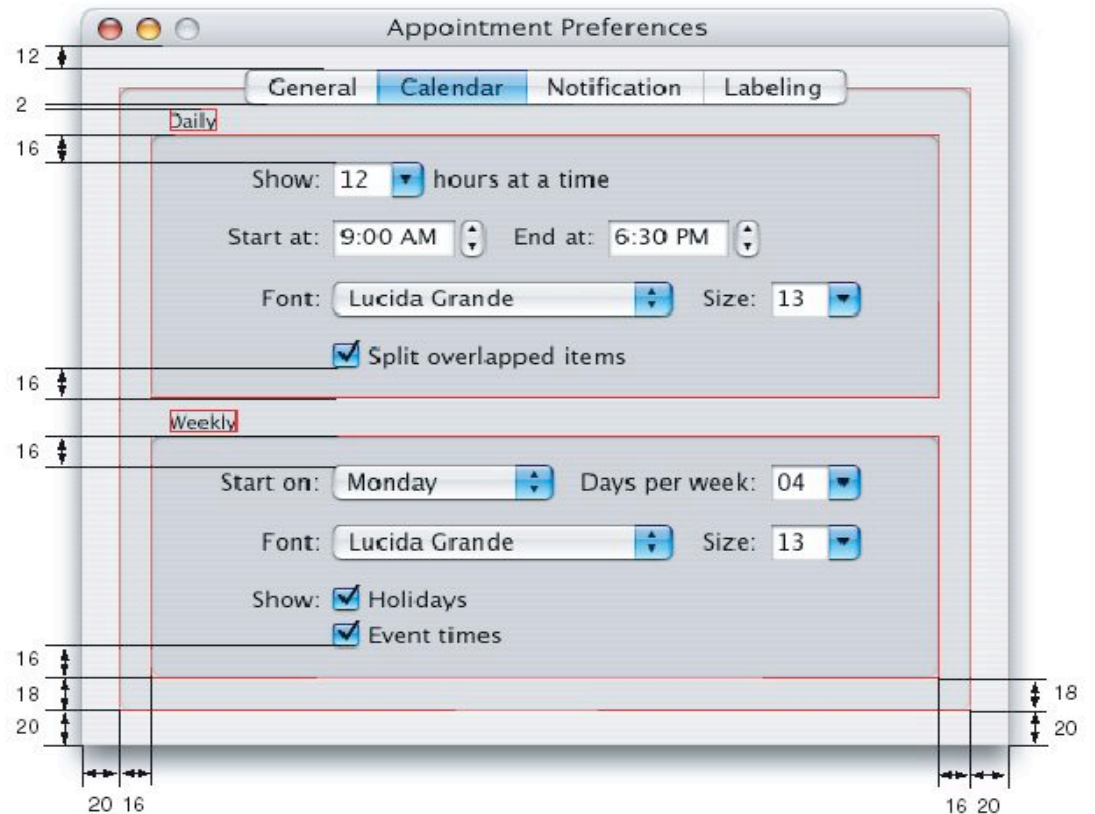 Appointment Preferences
12
General Calendar Notification Labeling
2
Daily
16
Show: 12 hours at a time
Start at: 9:00 AM End at: 6:30 PM
Font: Lucida Grande Size: 13
Split overlapped items
16
Weekly
16
Start on: Monday Days per week: 04
Font: Lucida Grande Size: 13
Show: Holidays
Event times
16
18 18
20 20
20 16 16 20